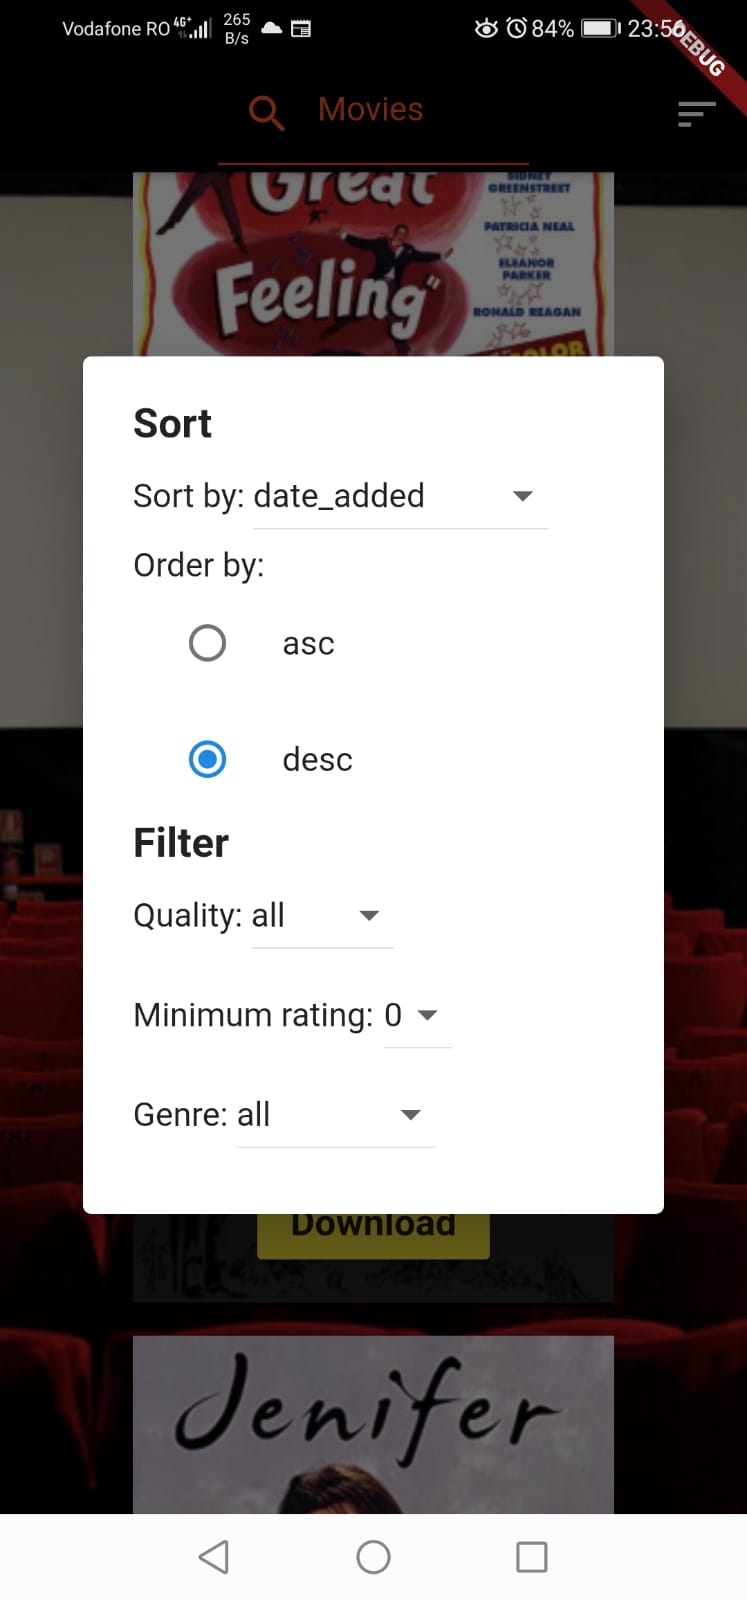 Vodafone RO 4G+ 265 B/s 84% 23:56
DEBUG
Movies
Great
Feeling"
SIDNEY
GREENSTREET
PATRICIA NEAL
ELEANOR
PARKER
RONALD REAGAN
Sort
Sort by: date_added
Order by:
asc
desc
Filter
Quality: all
Minimum rating: 0
Genre: all
Download
Jenifer